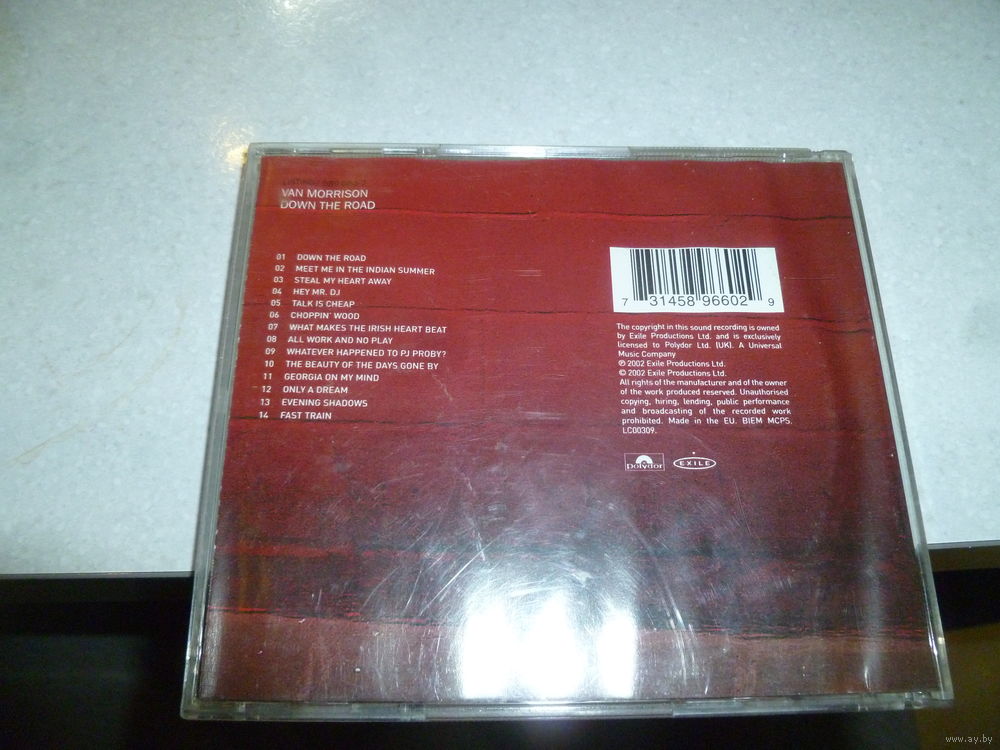 VAN MORRISON
DOWN THE ROAD
01 DOWN THE ROAD
02 MEET ME IN THE INDIAN SUMMER
03 STEAL MY HEART AWAY
04 HEY MR. DJ
05 TALK IS CHEAP
06 CHOPPIN' WOOD
07 WHAT MAKES THE IRISH HEART BEAT
08 ALL WORK AND NO PLAY
09 WHATEVER HAPPENED TO PJ PROBY?
10 THE BEAUTY OF THE DAYS GONE BY
11 GEORGIA ON MY MIND
12 ONLY A DREAM
13 EVENING SHADOWS
14 FAST TRAIN
7 31458 96602 9
The copyright in this sound recording is owned
by Exile Productions Ltd. and is exclusively
licensed to Polydor Ltd. (UK). A Universal
Music Company
℗ 2002 Exile Productions Ltd.
© 2002 Exile Productions Ltd.
All rights of the manufacturer and of the owner
of the work produced reserved. Unauthorised
copying, hiring, lending, public performance
and broadcasting of the recorded work
prohibited. Made in the EU. BIEM MCPS.
LC00309.
Polydor
EXILE
www.ay.by